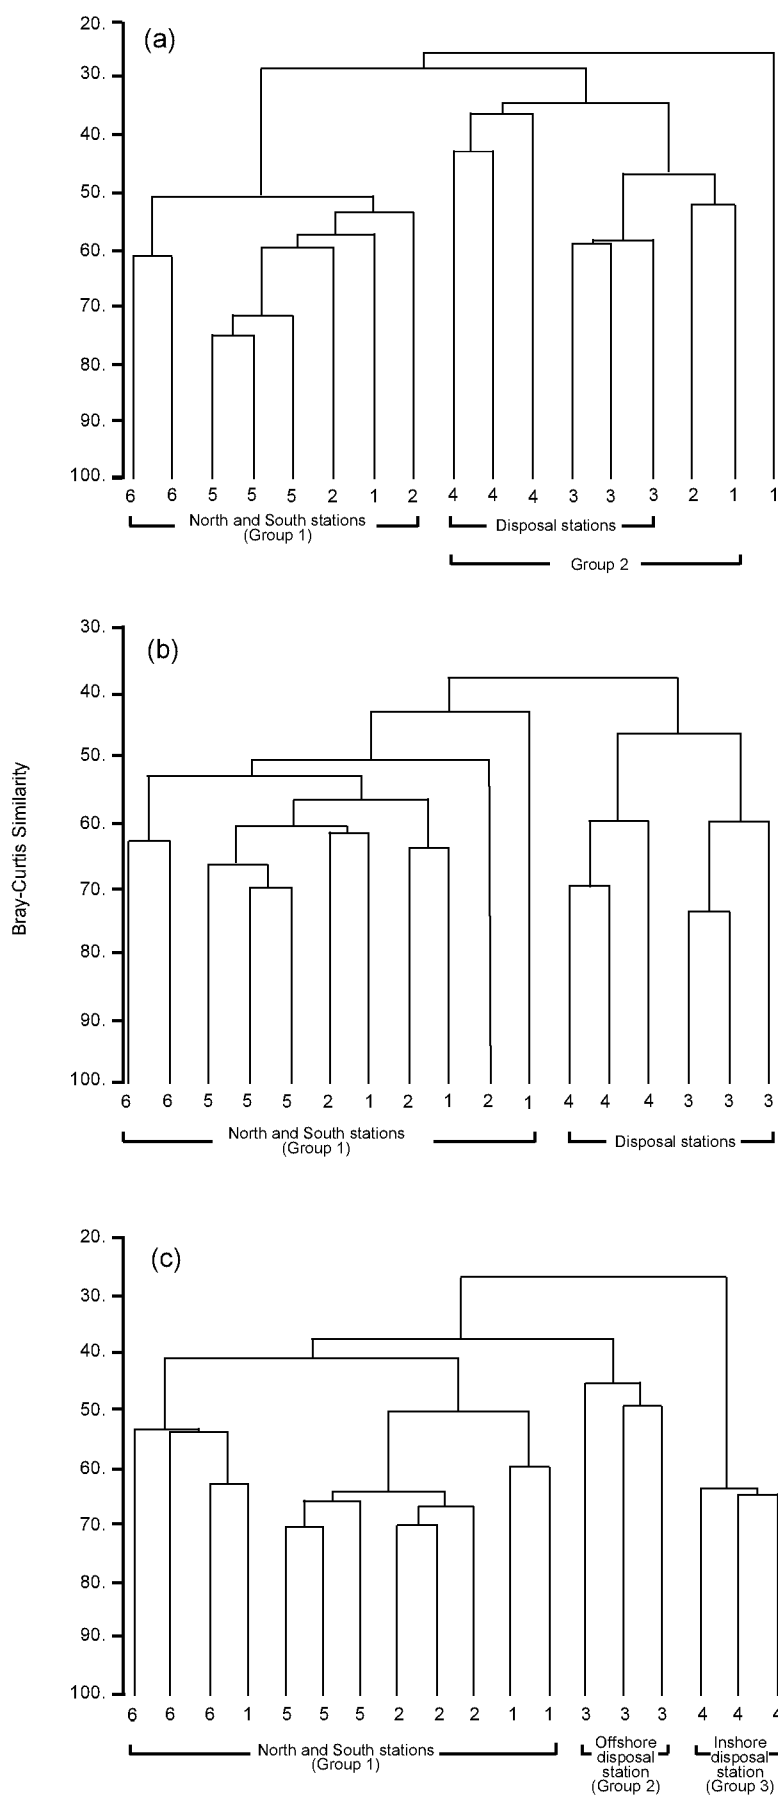 20.
(a)
30.
40.
50.
60.
70.
80.
90.
100.
6 6 5 5 5 2 1 2 4 4 4 3 3 3 2 1 1
North and South stations
(Group 1)
Disposal stations
Group 2
Bray-Curtis Similarity
30.
(b)
40.
50.
60.
70.
80.
90.
100.
6 6 5 5 5 2 1 2 1 2 1 4 4 4 3 3 3
North and South stations
(Group 1)
Disposal stations
20.
(c)
30.
40.
50.
60.
70.
80.
90.
100.
6 6 6 1 5 5 5 2 2 2 1 1 3 3 3 4 4 4
North and South stations
(Group 1)
Offshore
disposal
station
(Group 2)
Inshore
disposal
station
(Group 3)